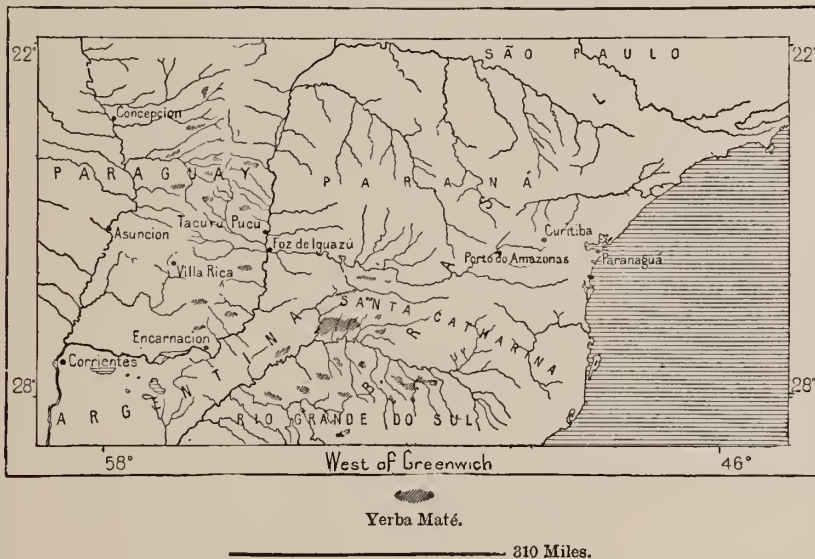 22°
SÃO PAULO
22°
Concepcion
PARAGUAY
PARANÁ
Asuncion
Tacurú Pucú
Foz de Iguazú
Curitiba
Porto do Amazonas
Paranaguá
Villa Rica
SANTA CATHARINA
BRAZIL
Encarnacion
Corrientes
ARGENTINA
28°
RIO GRANDE DO SUL
28°
58°
West of Greenwich
46°
Yerba Maté.
310 Miles.